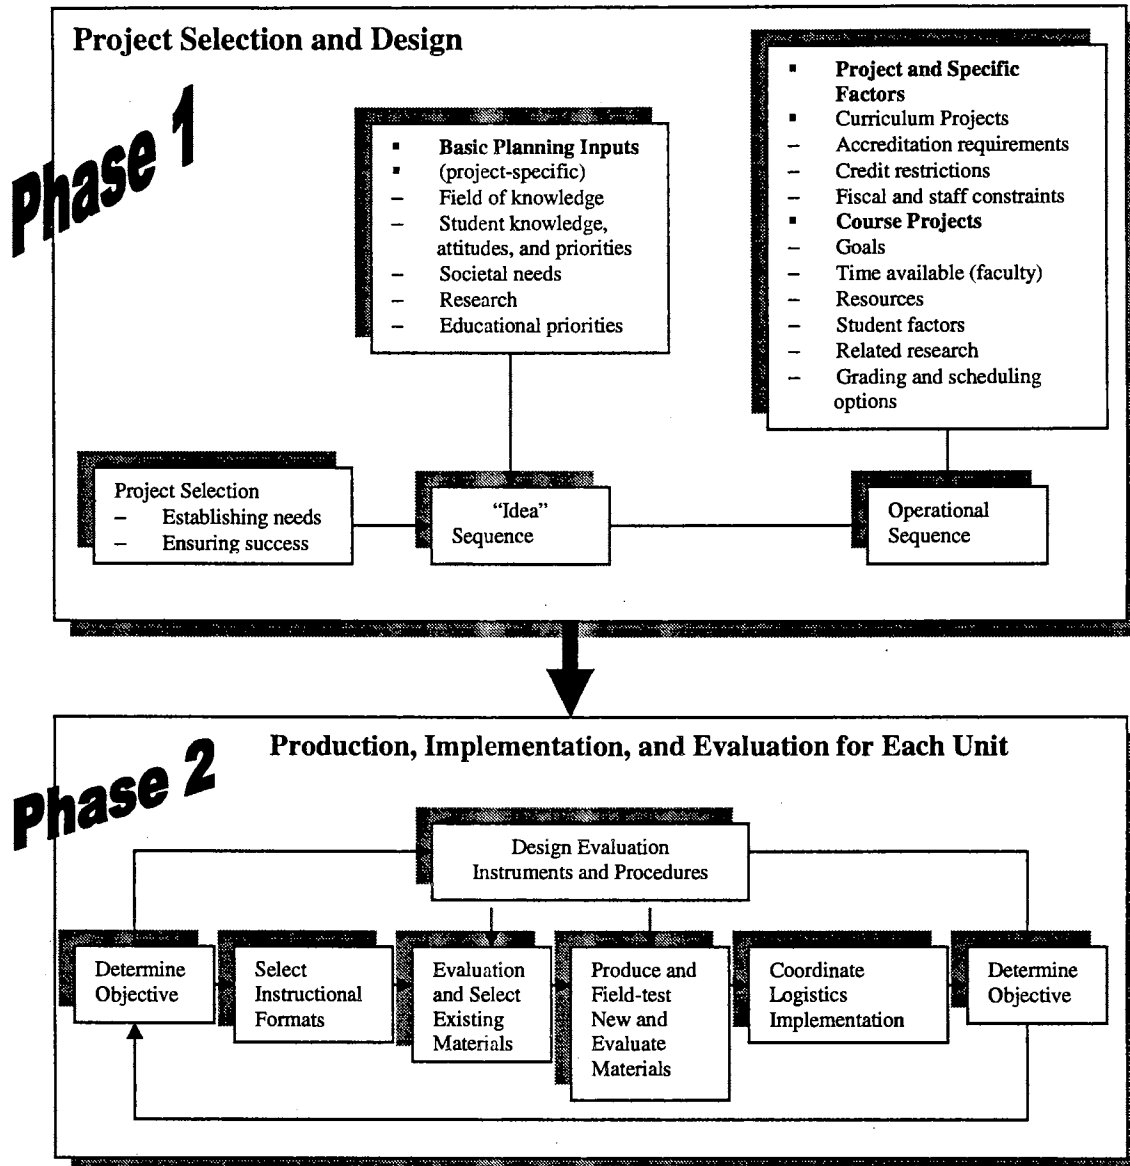 Project Selection and Design
Phase 1
▪ Basic Planning Inputs
▪ (project-specific)
– Field of knowledge
– Student knowledge,
attitudes, and priorities
– Societal needs
– Research
– Educational priorities
▪ Project and Specific
Factors
▪ Curriculum Projects
– Accreditation requirements
– Credit restrictions
– Fiscal and staff constraints
▪ Course Projects
– Goals
– Time available (faculty)
– Resources
– Student factors
– Related research
– Grading and scheduling
options
Project Selection
– Establishing needs
– Ensuring success
“Idea”
Sequence
Operational
Sequence
Phase 2
Production, Implementation, and Evaluation for Each Unit
Design Evaluation
Instruments and Procedures
Determine
Objective
Select
Instructional
Formats
Evaluation
and Select
Existing
Materials
Produce and
Field-test
New and
Evaluate
Materials
Coordinate
Logistics
Implementation
Determine
Objective